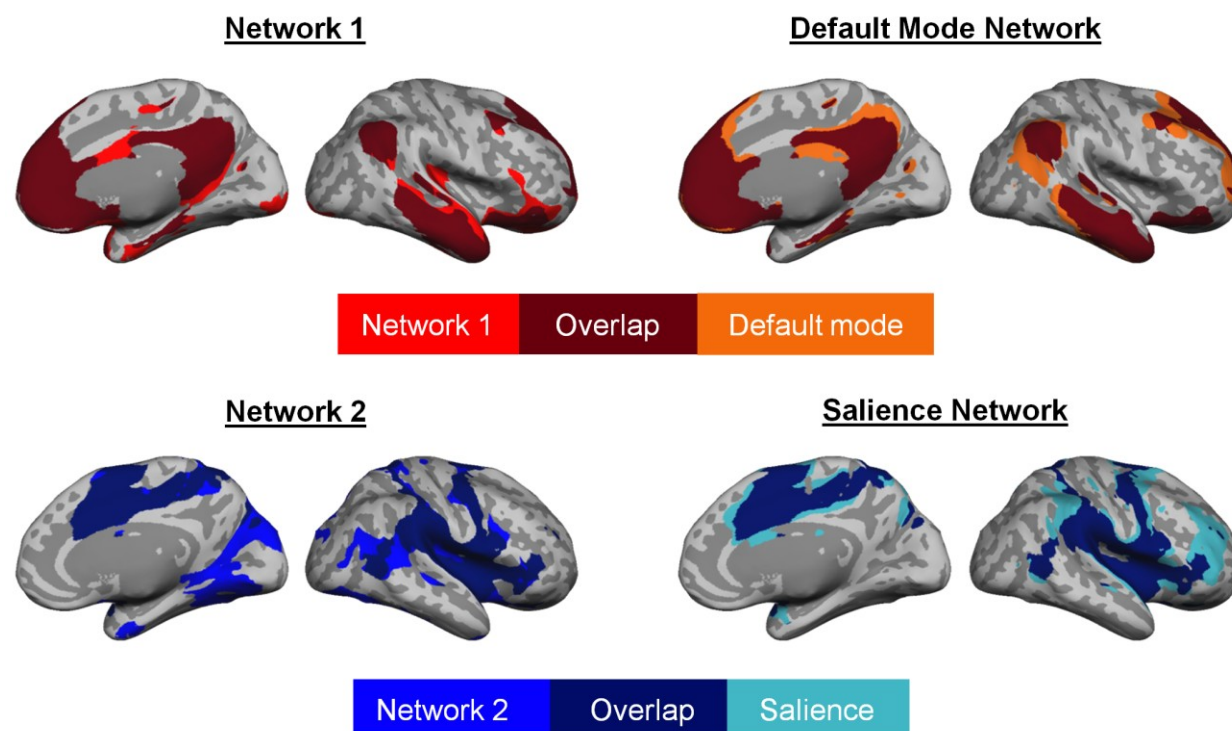 Network 1
Default Mode Network
Network 1 Overlap Default mode
Network 2
Salience Network
Network 2 Overlap Salience